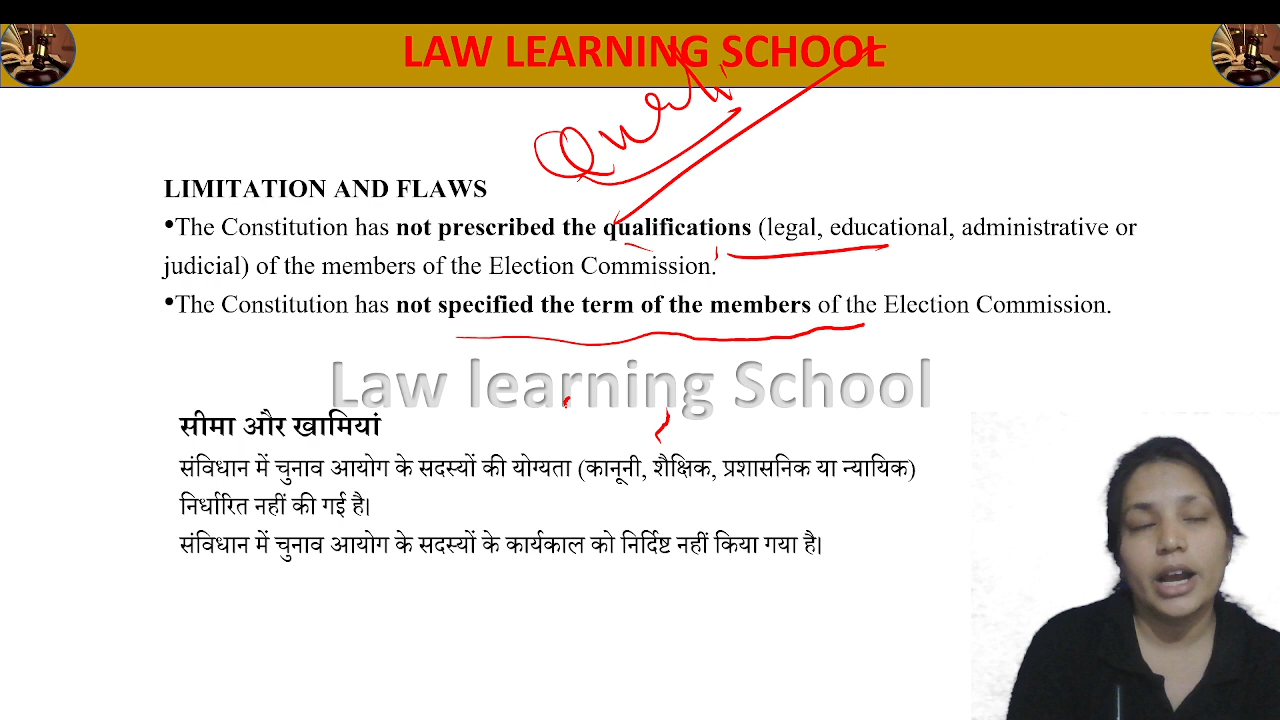 LAW LEARNING SCHOOL
LIMITATION AND FLAWS
•The Constitution has not prescribed the qualifications (legal, educational, administrative or
judicial) of the members of the Election Commission.
•The Constitution has not specified the term of the members of the Election Commission.
Law learning School
सीमा और खामियां
संविधान में चुनाव आयोग के सदस्यों की योग्यता (कानूनी, शैक्षिक, प्रशासनिक या न्यायिक)
निर्धारित नहीं की गई है।
संविधान में चुनाव आयोग के सदस्यों के कार्यकाल को निर्दिष्ट नहीं किया गया है।